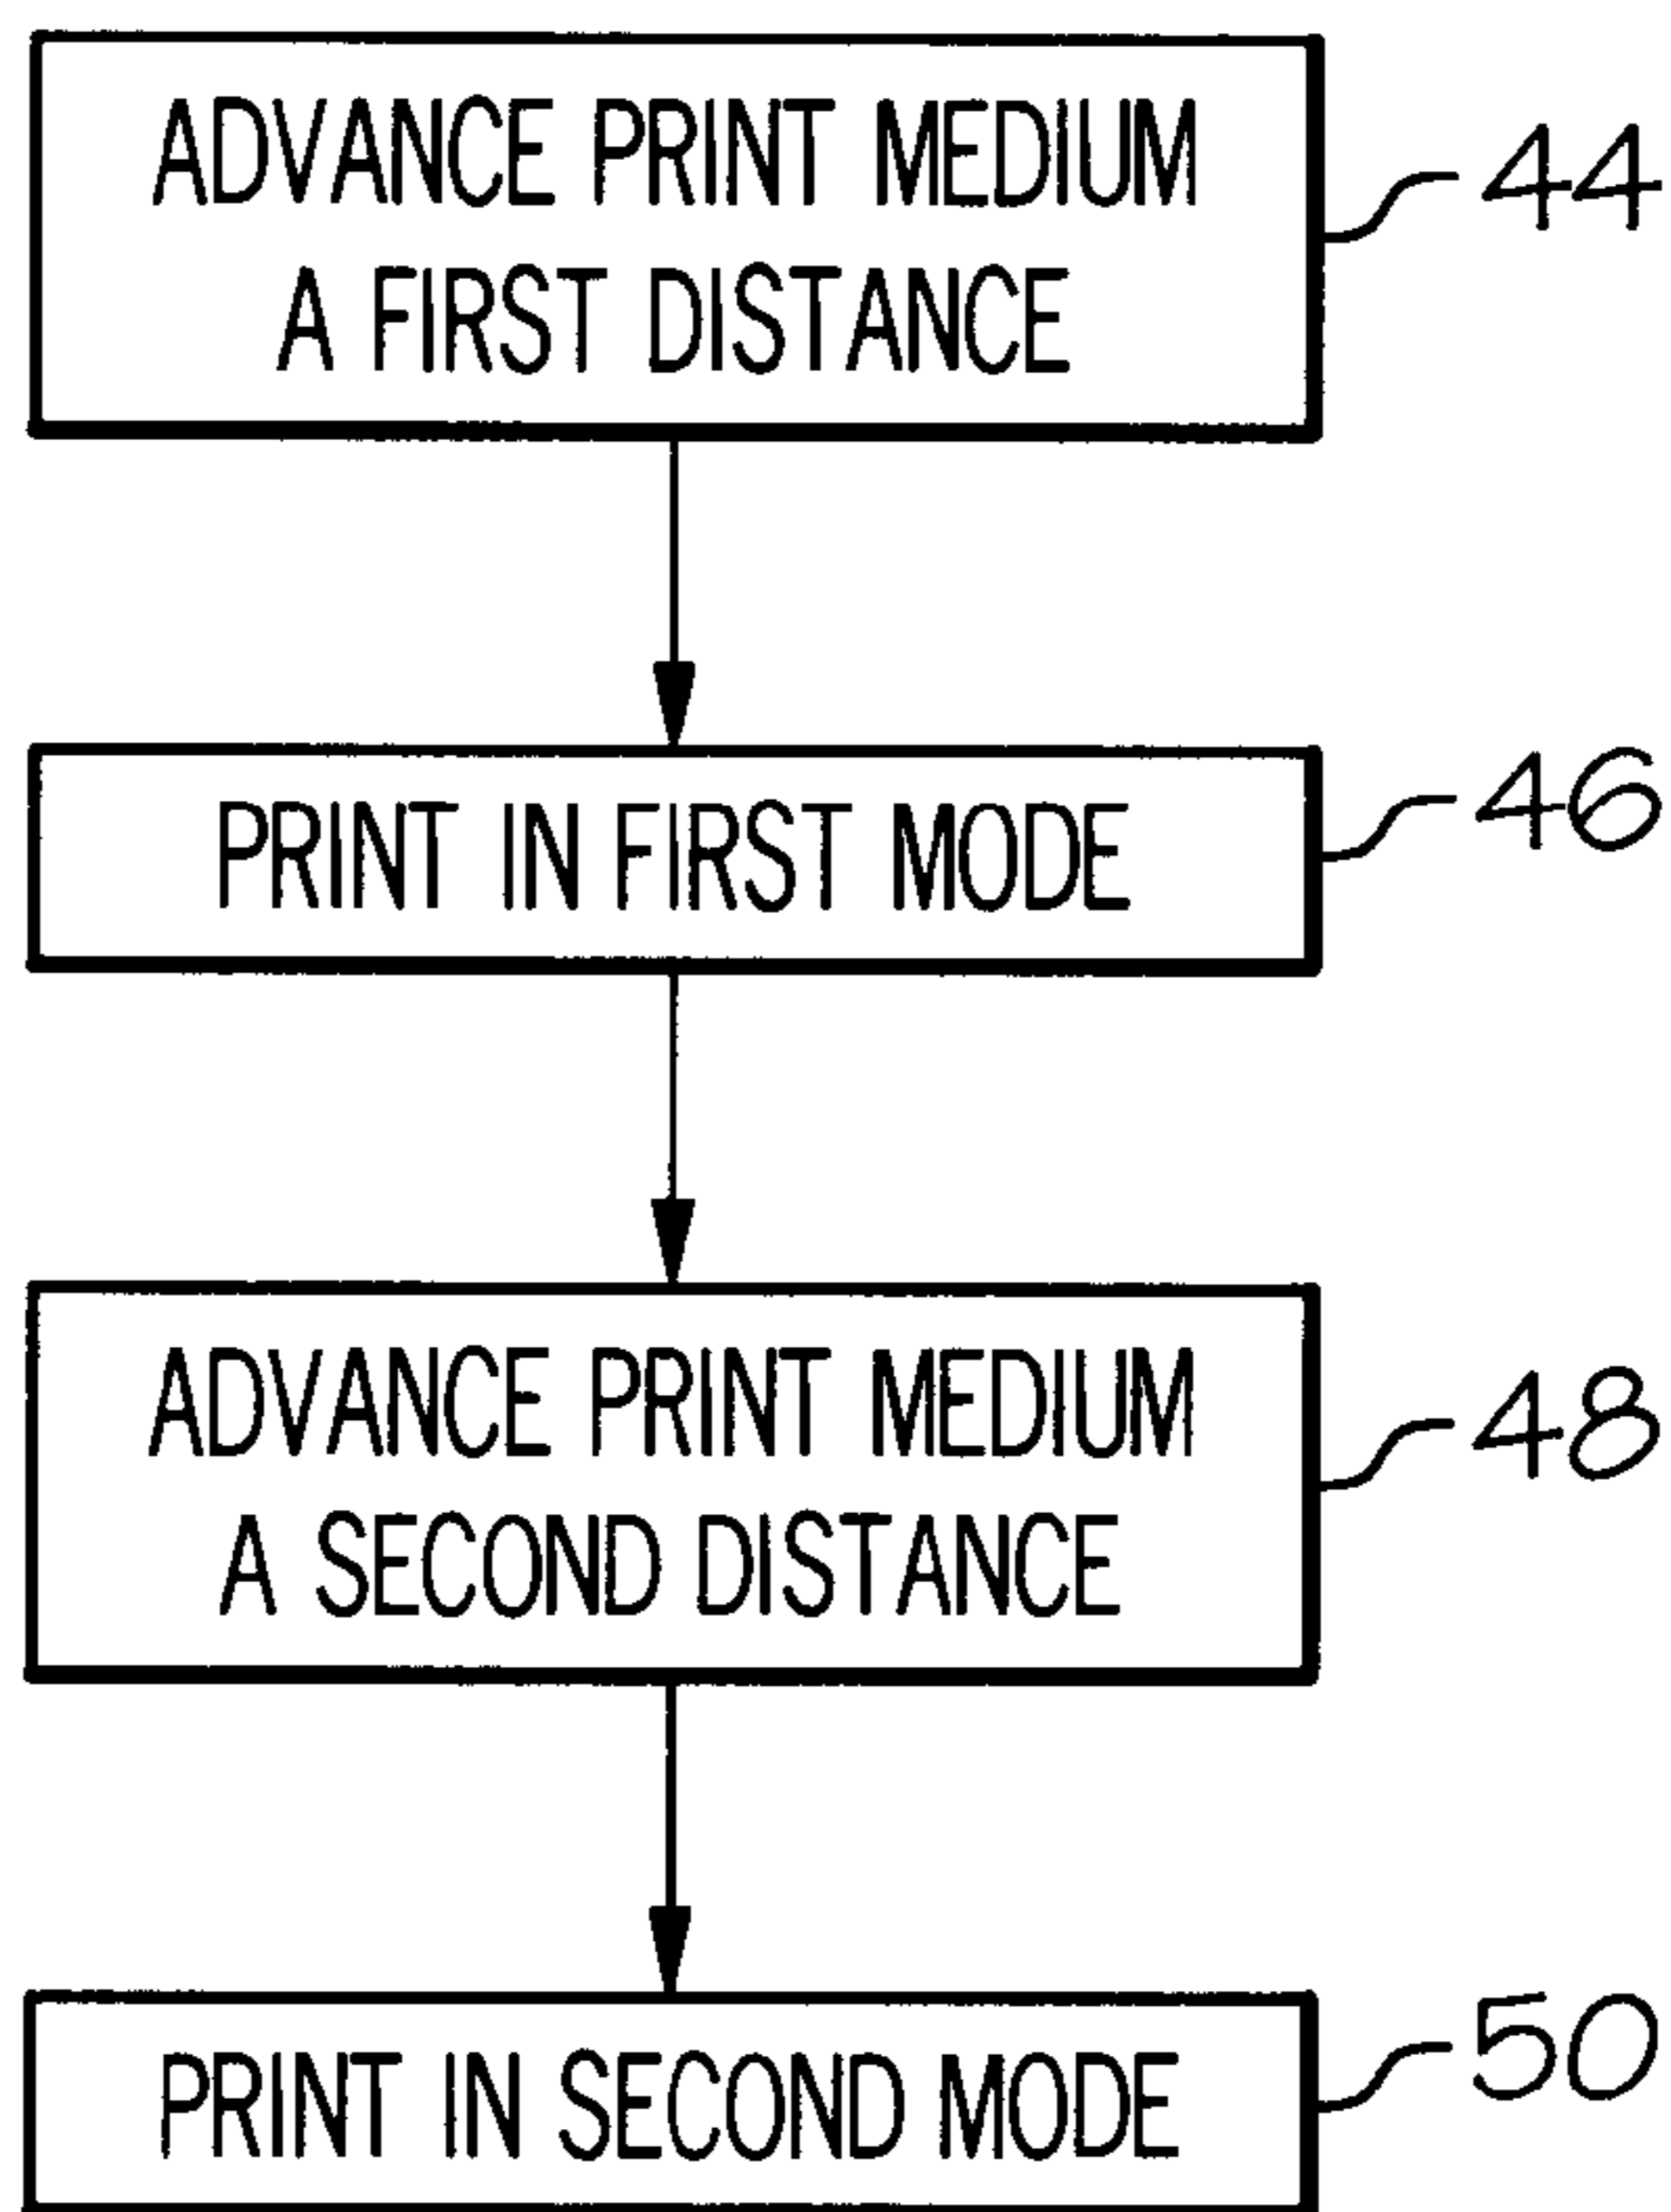 ADVANCE PRINT MEDIUM
A FIRST DISTANCE
44
PRINT IN FIRST MODE
46
ADVANCE PRINT MEDIUM
A SECOND DISTANCE
48
PRINT IN SECOND MODE
50